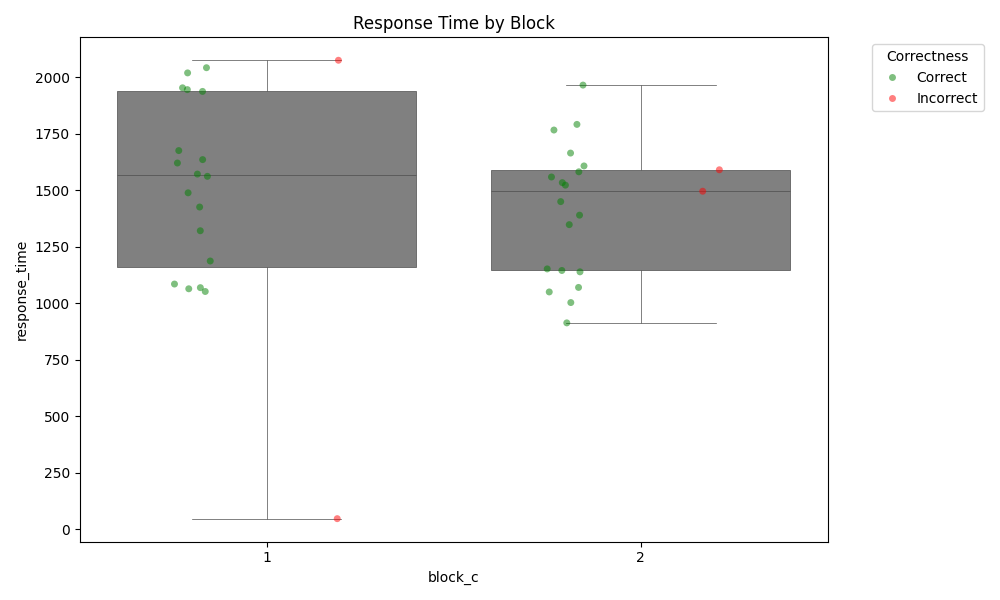 Response Time by Block
Correctness
Correct
Incorrect
response_time
2000
1750
1500
1250
1000
750
500
250
0
1
2
block_c